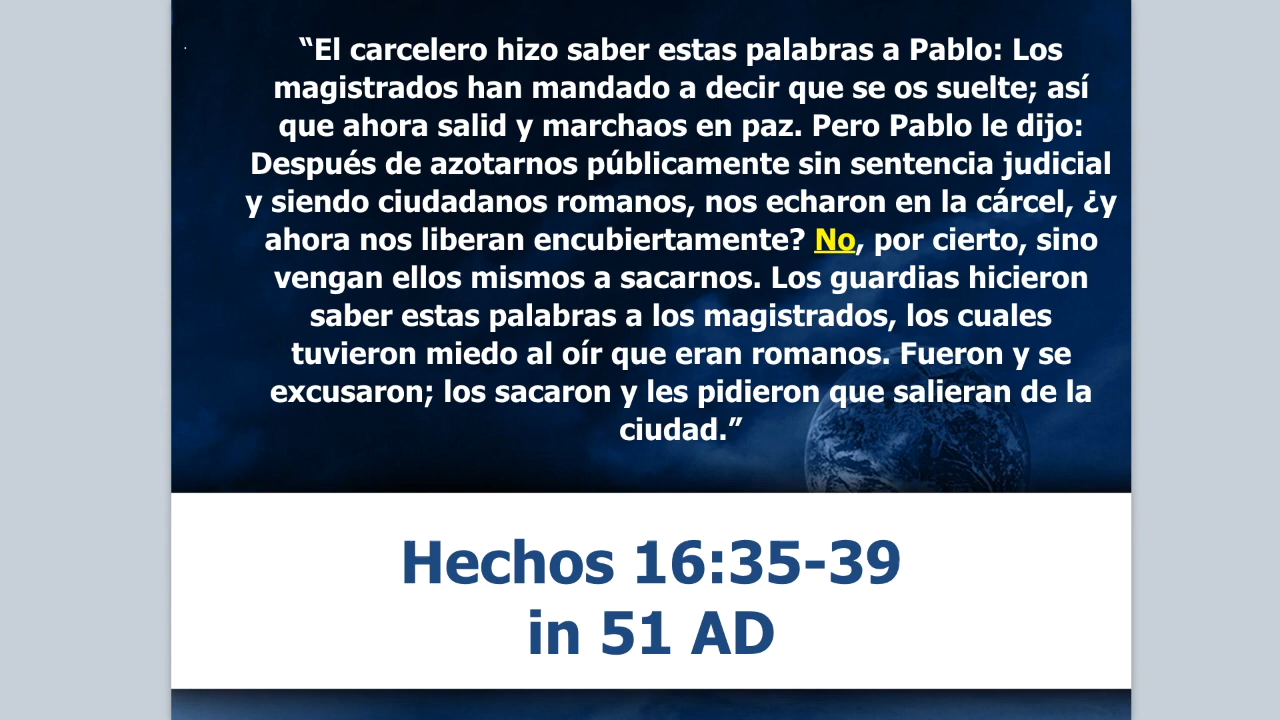 “El carcelero hizo saber estas palabras a Pablo: Los
magistrados han mandado a decir que se os suelte; así
que ahora salid y marchaos en paz. Pero Pablo le dijo:
Después de azotarnos públicamente sin sentencia judicial
y siendo ciudadanos romanos, nos echaron en la cárcel, ¿y
ahora nos liberan encubiertamente? No, por cierto, sino
vengan ellos mismos a sacarnos. Los guardias hicieron
saber estas palabras a los magistrados, los cuales
tuvieron miedo al oír que eran romanos. Fueron y se
excusaron; los sacaron y les pidieron que salieran de la
ciudad.”
Hechos 16:35-39
in 51 AD